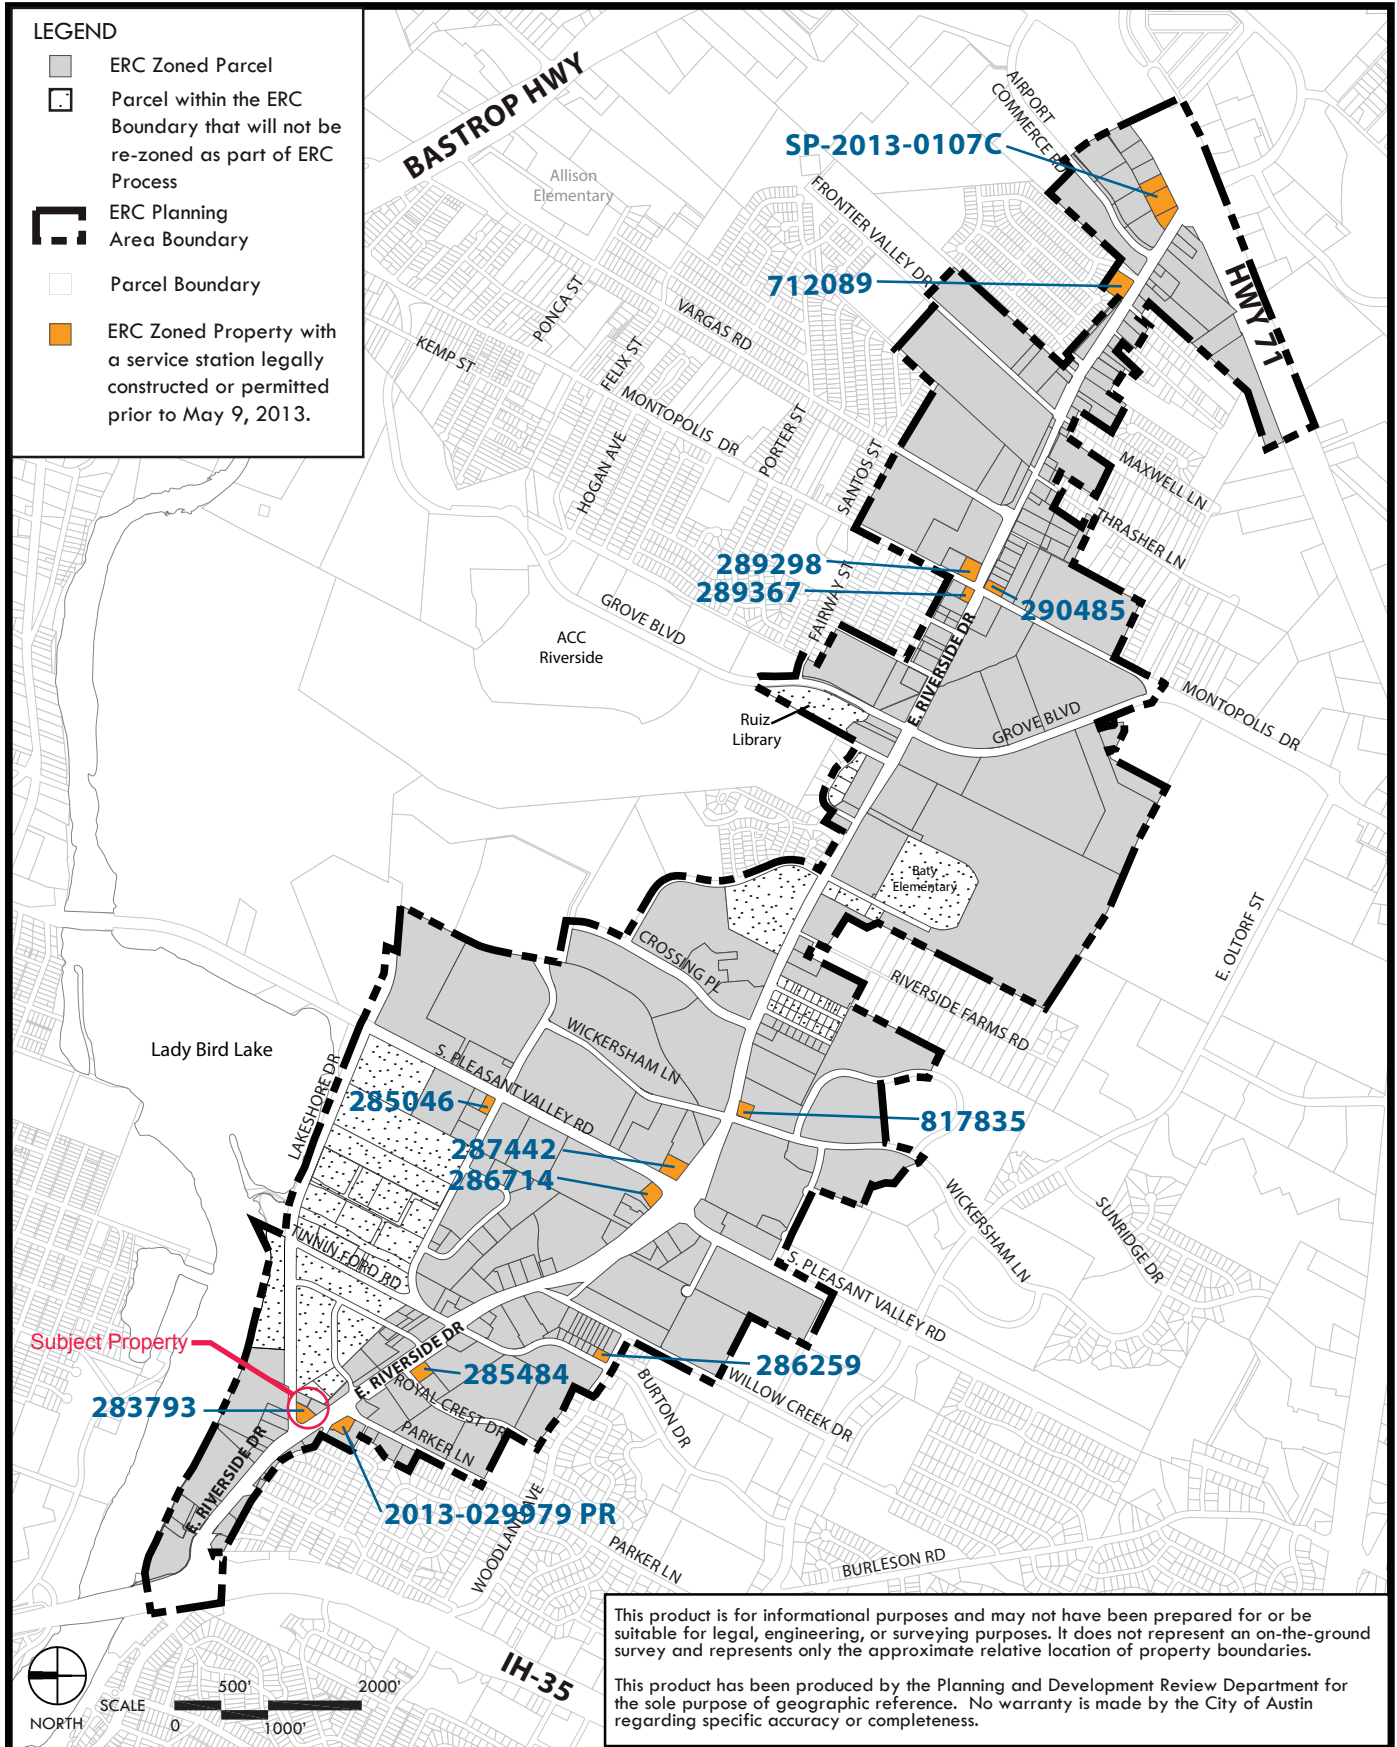 LEGEND
ERC Zoned Parcel
Parcel within the ERC
Boundary that will not be
re-zoned as part of ERC
Process
ERC Planning
Area Boundary
Parcel Boundary
ERC Zoned Property with
a service station legally
constructed or permitted
prior to May 9, 2013.
BASTROP HWY
Allison
Elementary
AIRPORT
COMMERCE RD
SP-2013-0107C
FRONTIER VALLEY DR
712089
HWY 71
PONCA ST
VARGAS RD
KEMP ST
FELIX ST
MONTOPOLIS DR
PORTER ST
HOGAN AVE
SANTOS ST
MAXWELL LN
THRASHER LN
289298
289367
290485
FAIRWAY ST
GROVE BLVD
ACC
Riverside
E. RIVERSIDE DR
Ruiz
Library
GROVE BLVD
MONTOPOLIS DR
Baty
Elementary
E. OLTORF ST
CROSSING PL
RIVERSIDE FARMS RD
Lady Bird Lake
WICKERSHAM LN
S. PLEASANT VALLEY RD
LAKESHORE DR
285046
817835
287442
286714
WICKERSHAM LN
SUNRIDGE DR
TINNIN FORD RD
S. PLEASANT VALLEY RD
Subject Property
E. RIVERSIDE DR
286259
285484
283793
ROYAL CREST DR
BURTON DR
WILLOW CREEK DR
PARKER LN
E. RIVERSIDE DR
2013-029979 PR
WOODLAND AVE
PARKER LN
BURLESON RD
IH-35
NORTH
SCALE
500'
2000'
0
1000'
This product is for informational purposes and may not have been prepared for or be
suitable for legal, engineering, or surveying purposes. It does not represent an on-the-ground
survey and represents only the approximate relative location of property boundaries.
This product has been produced by the Planning and Development Review Department for
the sole purpose of geographic reference. No warranty is made by the City of Austin
regarding specific accuracy or completeness.